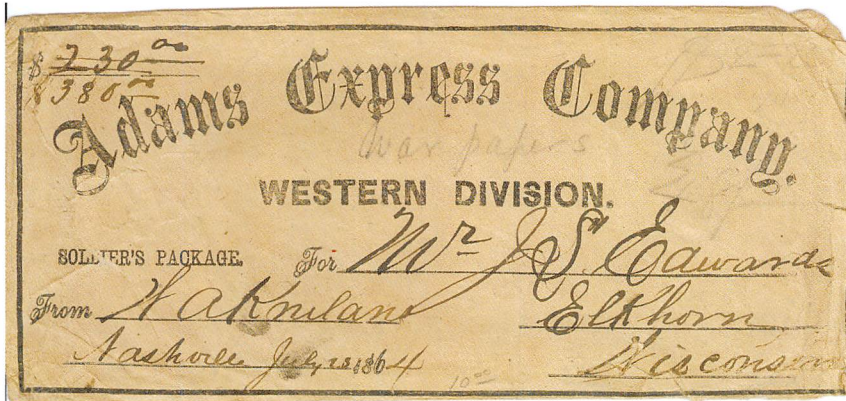 $ 230 00
$ 380 00
Adams Express Company.
war papers
WESTERN DIVISION.
SOLDIER'S PACKAGE. For Mr J. S. Edwards
From Elkhorn
Nashville July 1864 Wisconsin
10 00